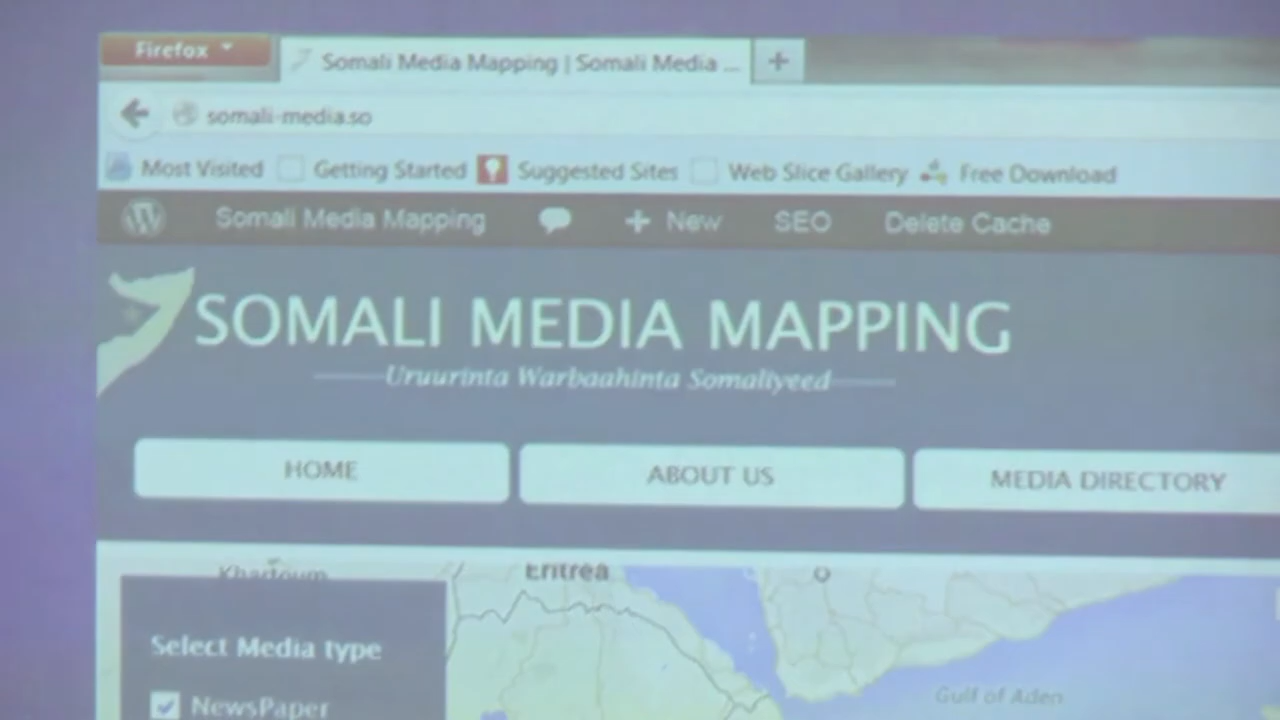 Firefox
Somali Media Mapping | Somali Media ...
somali-media.so
Most Visited Getting Started Suggested Sites Web Slice Gallery Free Download
Somali Media Mapping + New SEO Delete Cache
SOMALI MEDIA MAPPING
Uruurinta Warbaahinta Somaliyeed
HOME ABOUT US MEDIA DIRECTORY
Khartoum Eritrea
Select Media type
NewsPaper
Gulf of Aden